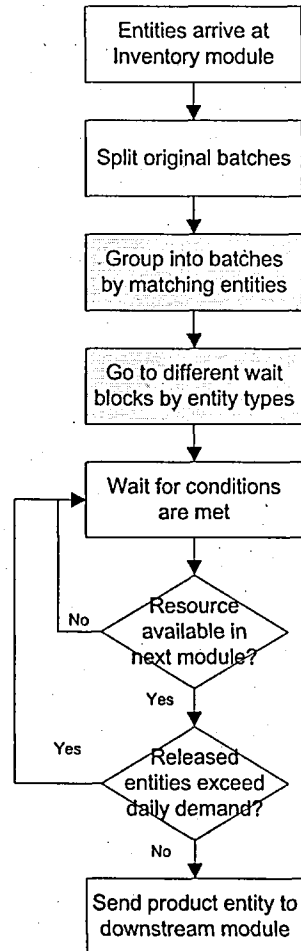 Entities arrive at
Inventory module
Split original batches
Group into batches
by matching entities
Go to different wait
blocks by entity types
Wait for conditions
are met
No
Resource
available in
next module?
Yes
Yes
Released
entities exceed
daily demand?
No
Send product entity to
downstream module